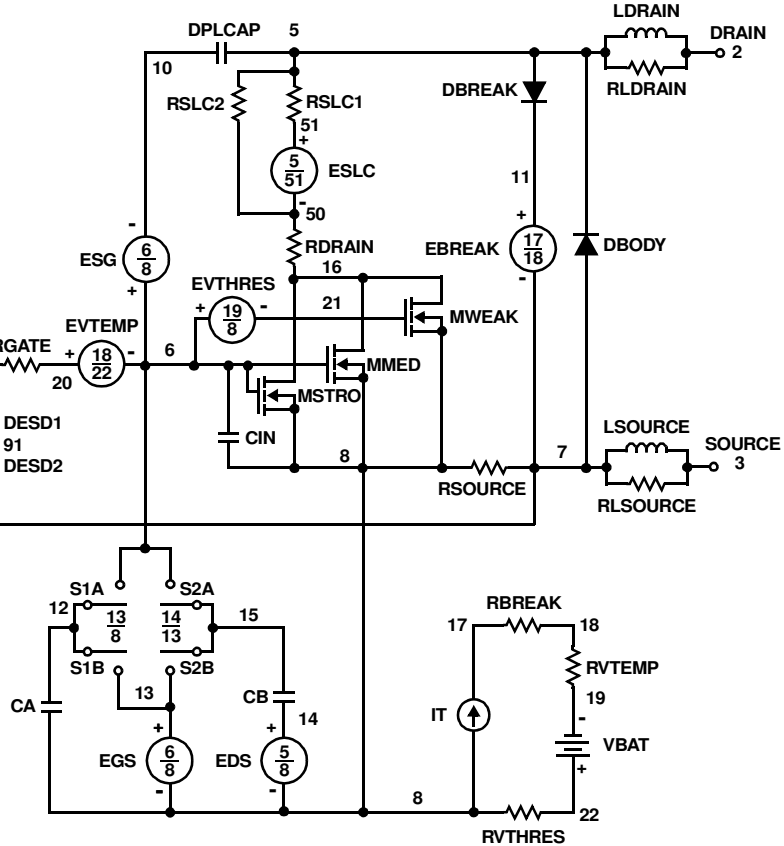 LDRAIN
DPLCAP 5 DRAIN
2
10
RSLC2 RSLC1 DBREAK RLDRAIN
51
+
5
51
ESLC
11
-
50
- +
ESG 6
8
RDRAIN EBREAK 17
18
DBODY
+ EVTHRES 16 -
+ 19
8
- 21
MWEAK
EVTEMP
RGATE + 18
22
- 6
MMED
20
MSTRO
DESD1
91
DESD2
CIN
LSOURCE
8 7 SOURCE
3
RSOURCE
RLSOURCE
S1A S2A
12 13
8
14
13
15
S1B S2B
13
CA CB
14
+ +
EGS 6
8
EDS 5
8
- -
RBREAK
17 18
RVTEMP
19
IT -
VBAT
+
8 22
RVTHRES